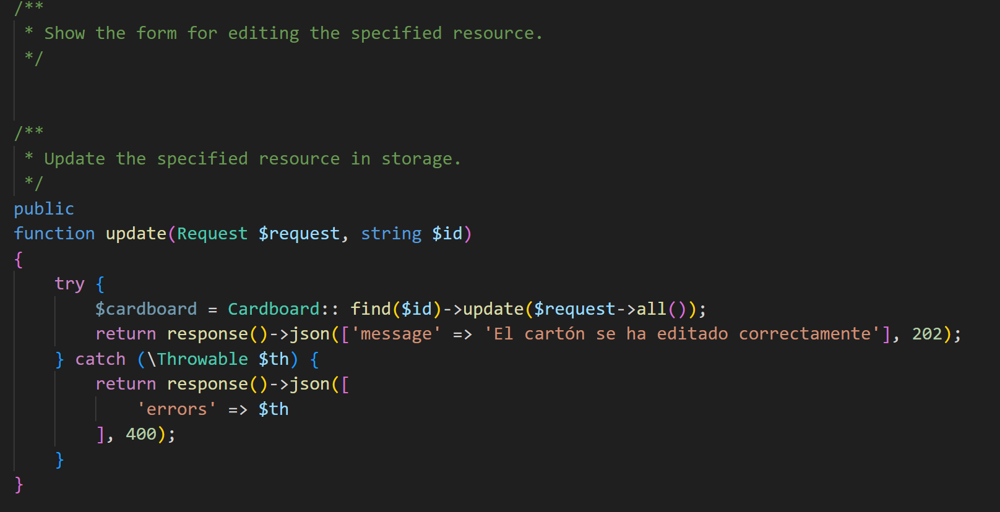 /**
 * Show the form for editing the specified resource.
 */
/**
 * Update the specified resource in storage.
 */
public
function update(Request $request, string $id)
{
    try {
        $cardboard = Cardboard:: find($id)->update($request->all());
        return response()->json(['message' => 'El cartón se ha editado correctamente'], 202);
    } catch (\Throwable $th) {
        return response()->json([
            'errors' => $th
        ], 400);
    }
}